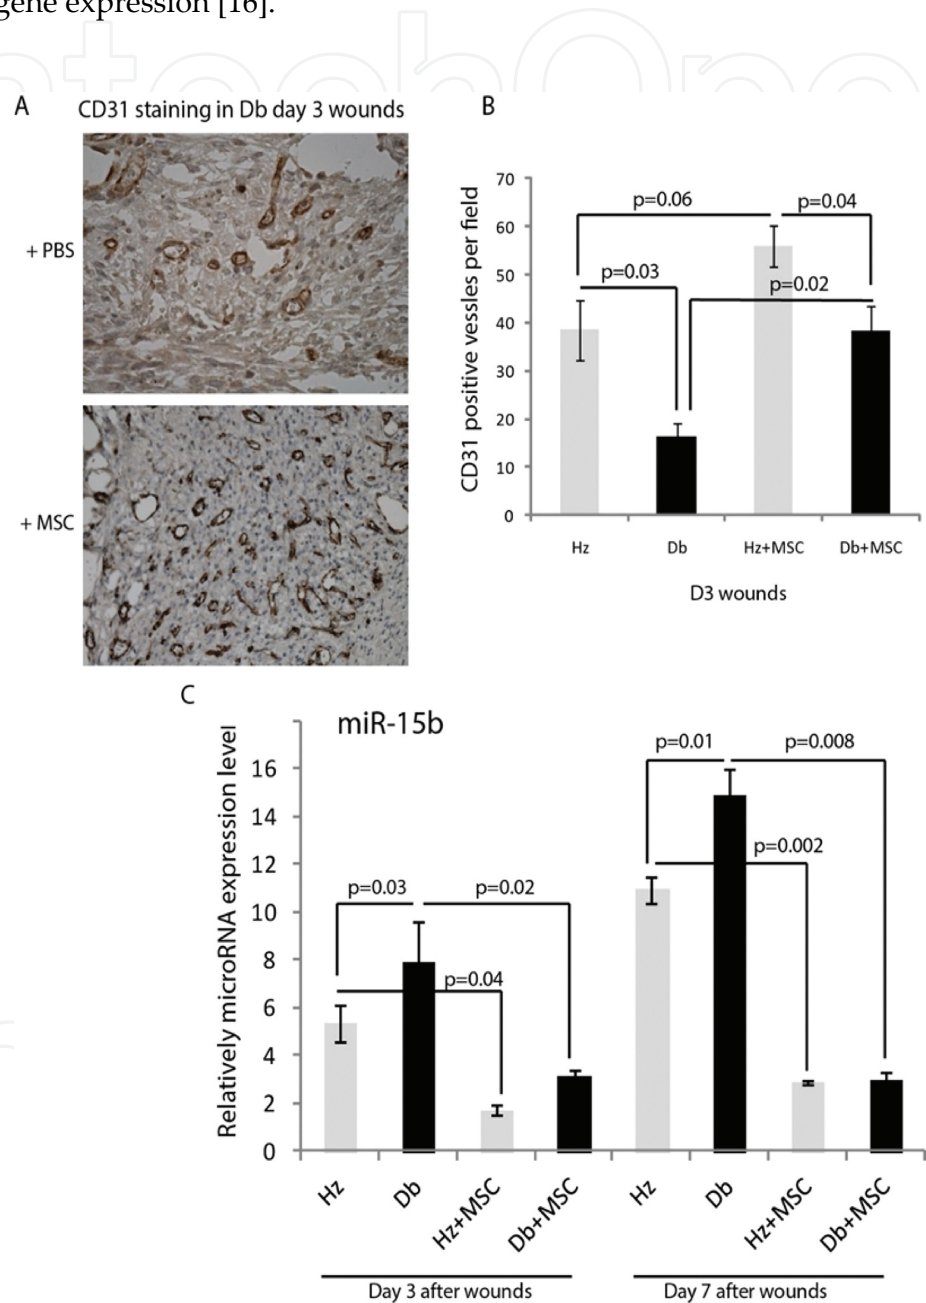 gene expression [16].
A
CD31 staining in Db day 3 wounds
+ PBS
+ MSC
B
CD31 positive vessles per field
70
60
50
40
30
20
10
0
p=0.06
p=0.04
p=0.03
p=0.02
Hz Db Hz+MSC Db+MSC
D3 wounds
C
miR-15b
Relatively microRNA expression level
16
14
12
10
8
6
4
2
0
p=0.03
p=0.02
p=0.04
p=0.01
p=0.008
p=0.002
Hz Db Hz+MSC Db+MSC Hz Db Hz+MSC Db+MSC
Day 3 after wounds Day 7 after wounds